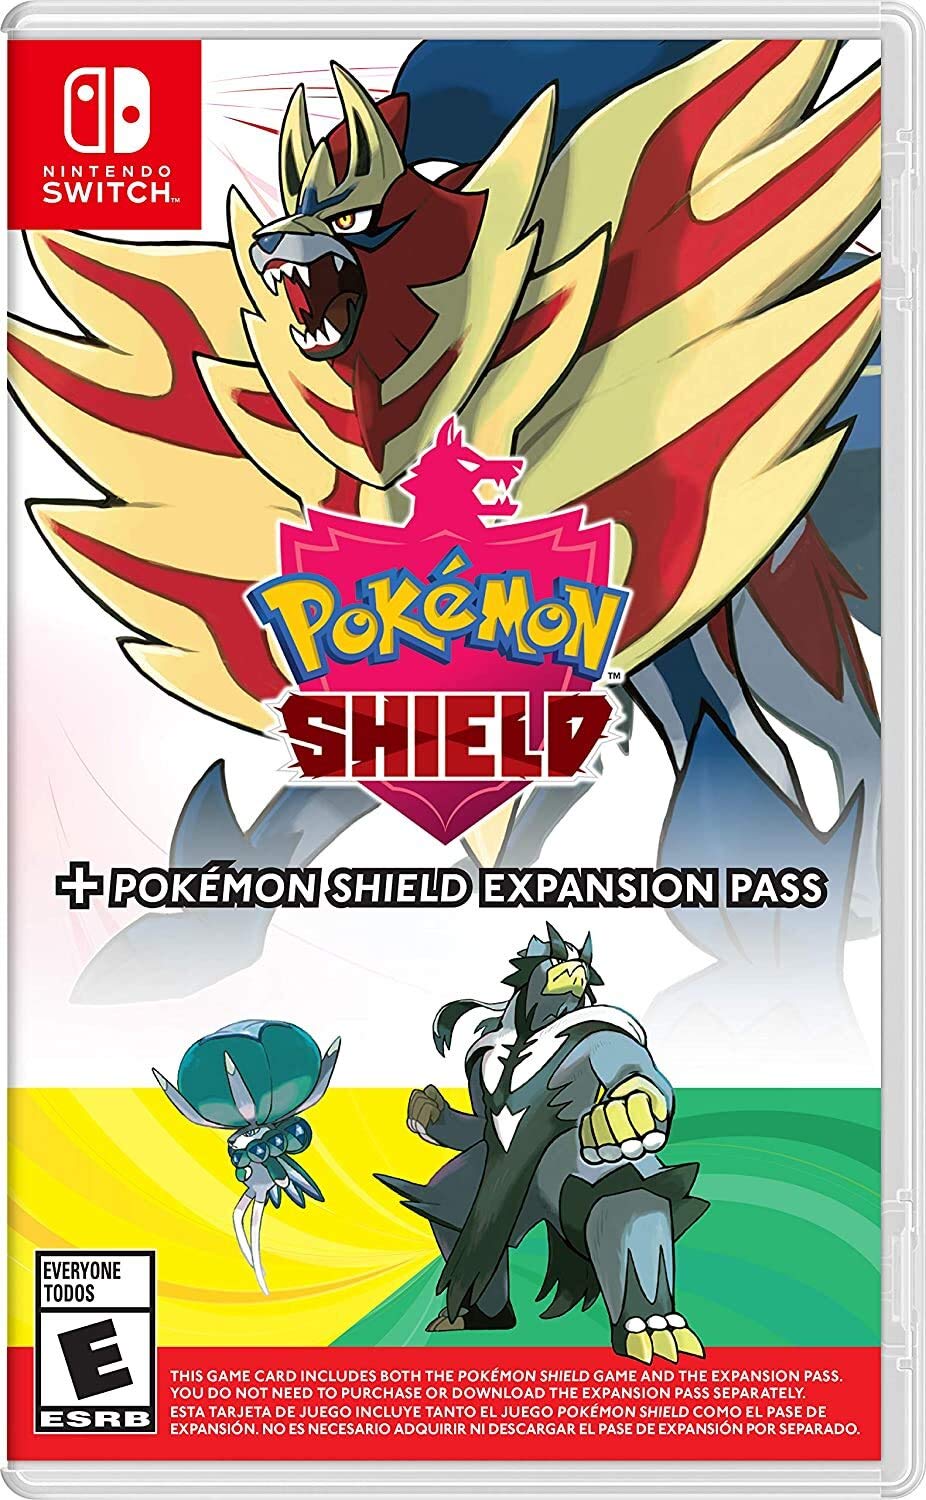 NINTENDO
SWITCH™
POKÉMON™
SHIELD
+ POKÉMON SHIELD EXPANSION PASS
EVERYONE
TODOS
E
ESRB
THIS GAME CARD INCLUDES BOTH THE POKÉMON SHIELD GAME AND THE EXPANSION PASS.
YOU DO NOT NEED TO PURCHASE OR DOWNLOAD THE EXPANSION PASS SEPARATELY.
ESTA TARJETA DE JUEGO INCLUYE TANTO EL JUEGO POKÉMON SHIELD COMO EL PASE DE
EXPANSIÓN. NO ES NECESARIO ADQUIRIR NI DESCARGAR EL PASE DE EXPANSIÓN POR SEPARADO.